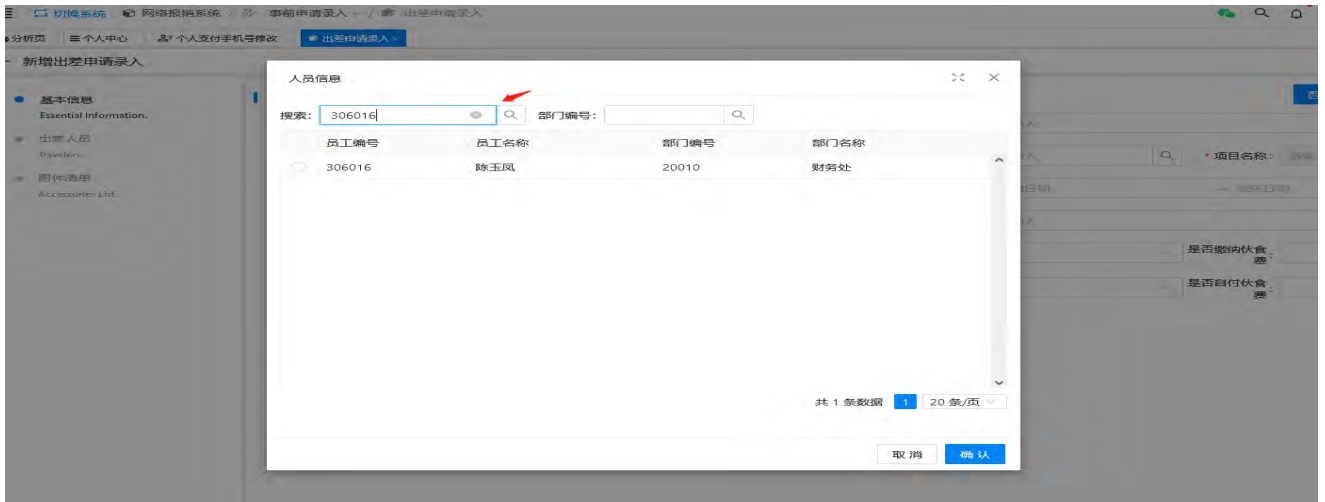 切换系统 网络报销系统 / 事前申请录入 / 出差申请录入
分析页 个人中心 个人支付手机号修改 出差申请录入 ×
新增出差申请录入
基本信息
Essential Information.
出差人员
Travelers.
附件清单
Accessories List.
人员信息
搜索： 306016 部门编号：
员工编号 员工名称 部门编号 部门名称
306016 陈玉凤 20010 财务处
共 1 条数据 1 20 条/页
取消 确认
* 项目名称：
是否缴纳伙食费：
是否自付伙食费：